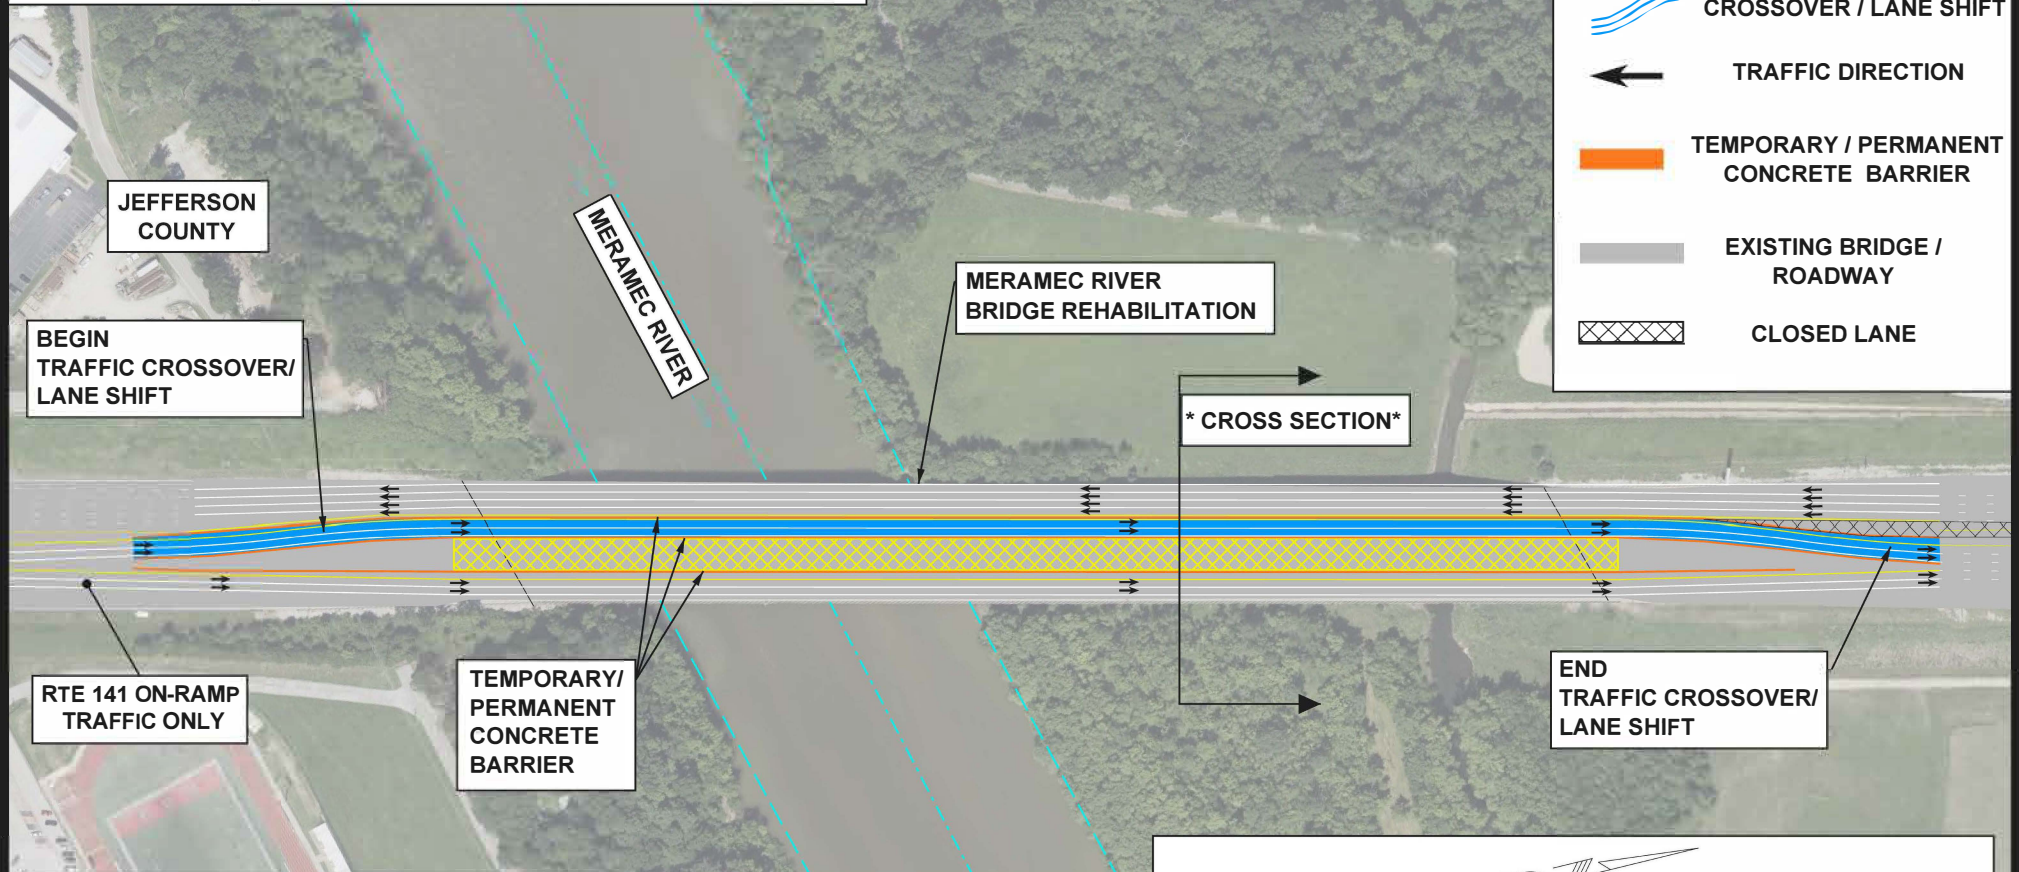 CROSSOVER / LANE SHIFT
TRAFFIC DIRECTION
TEMPORARY / PERMANENT
CONCRETE BARRIER
EXISTING BRIDGE /
ROADWAY
CLOSED LANE
JEFFERSON
COUNTY
MERAMEC RIVER
MERAMEC RIVER
BRIDGE REHABILITATION
BEGIN
TRAFFIC CROSSOVER/
LANE SHIFT
* CROSS SECTION*
RTE 141 ON-RAMP
TRAFFIC ONLY
TEMPORARY/
PERMANENT
CONCRETE
BARRIER
END
TRAFFIC CROSSOVER/
LANE SHIFT